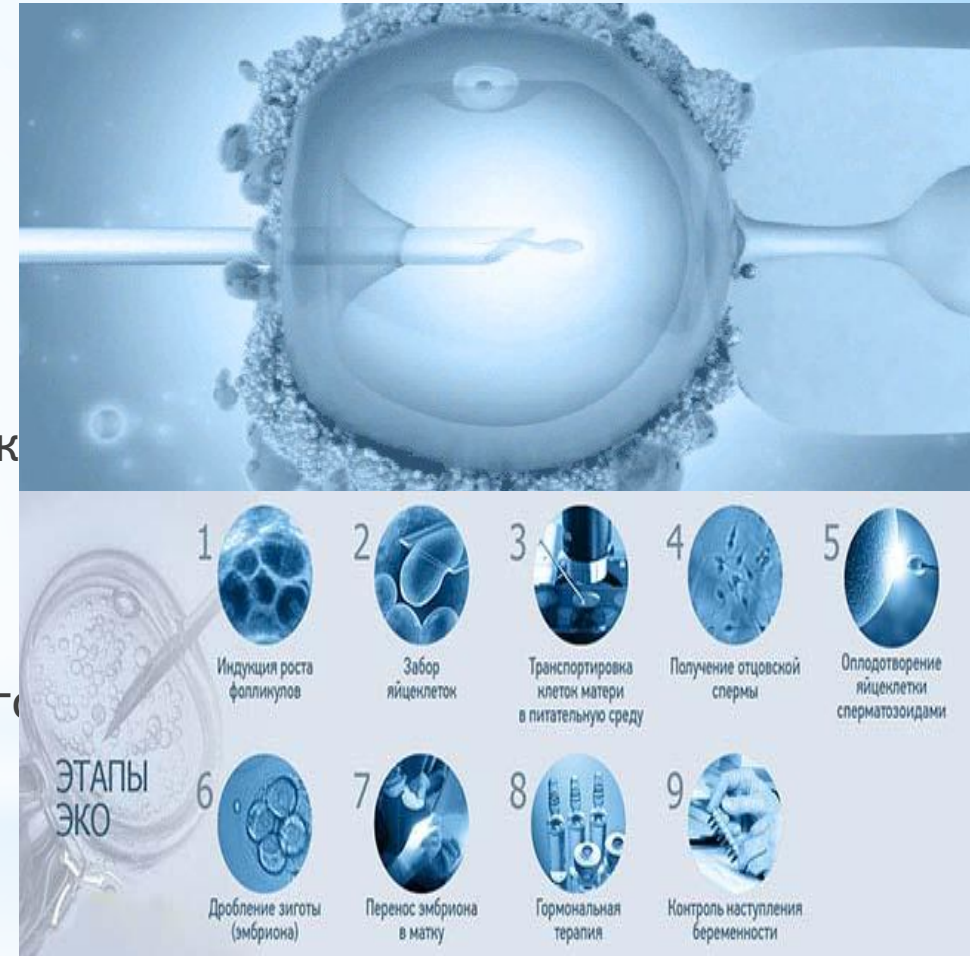 к
ЭТАПЫ
ЭКО
1
Индукция роста
фолликулов
2
Забор
яйцеклеток
3
Транспортировка
клеток матери
в питательную среду
4
Получение отцовской
спермы
5
Оплодотворение
яйцеклетки
сперматозоидами
6
Дробление зиготы
(эмбриона)
7
Перенос эмбриона
в матку
8
Гормональная
терапия
9
Контроль наступления
беременности